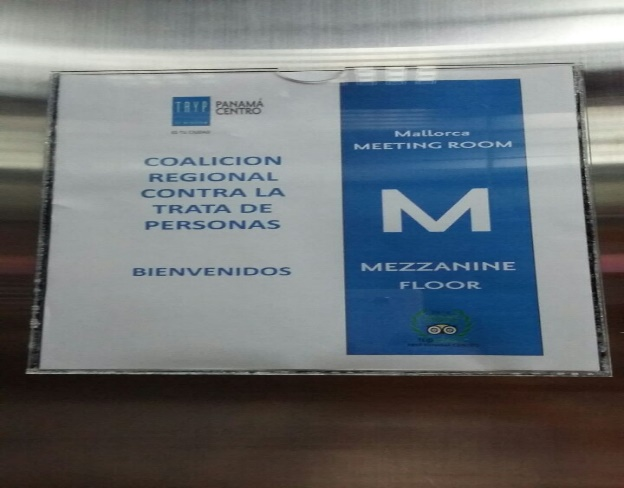 TRYP
PANAMÁ
CENTRO
COALICION
REGIONAL
CONTRA LA
TRATA DE
PERSONAS
BIENVENIDOS
Mallorca
MEETING ROOM
M
MEZZANINE
FLOOR